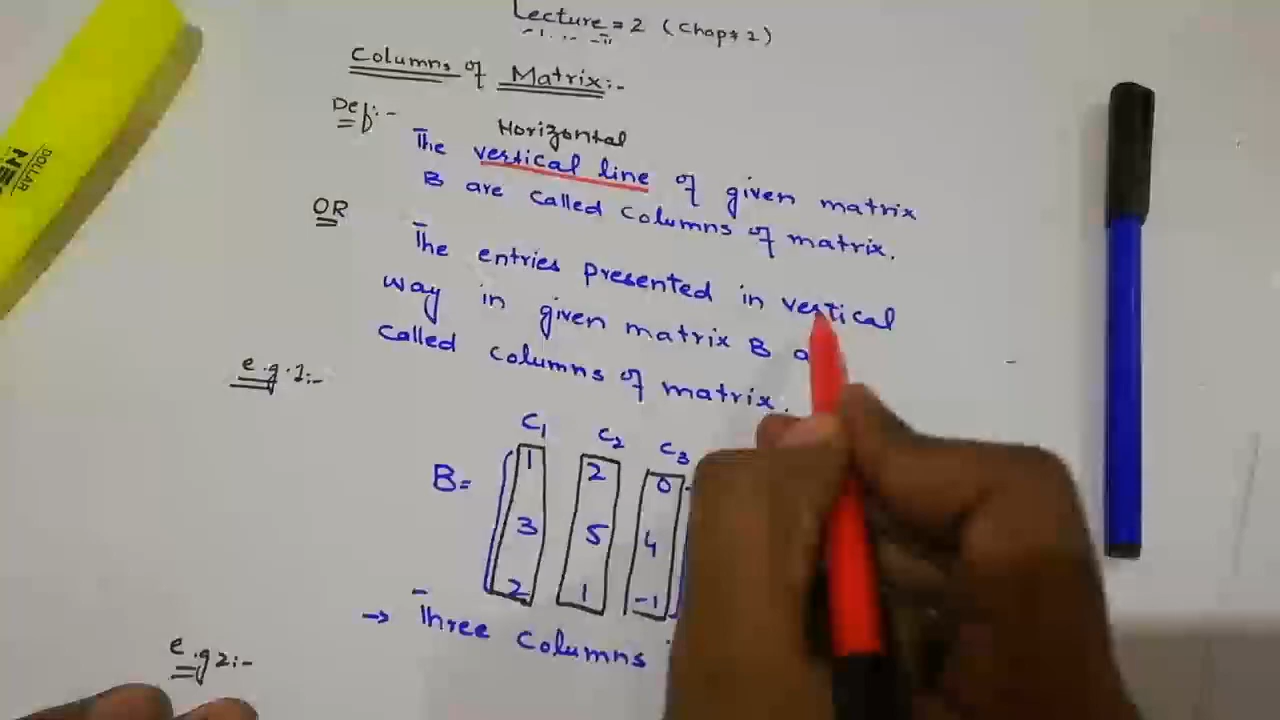 Lecture = 2 (Chap# 2)
Columns of Matrix:-
Def:-
Horizontal
The vertical line of given matrix
B are called columns of matrix.
OR
The entries presented in vertical
way in given matrix B a
called columns of matrix.
e.g.1:-
C1 C2 C3
B=
1 2 0
3 5 4
2 1 -1
→ Three columns
e.g2:-
DOLLAR